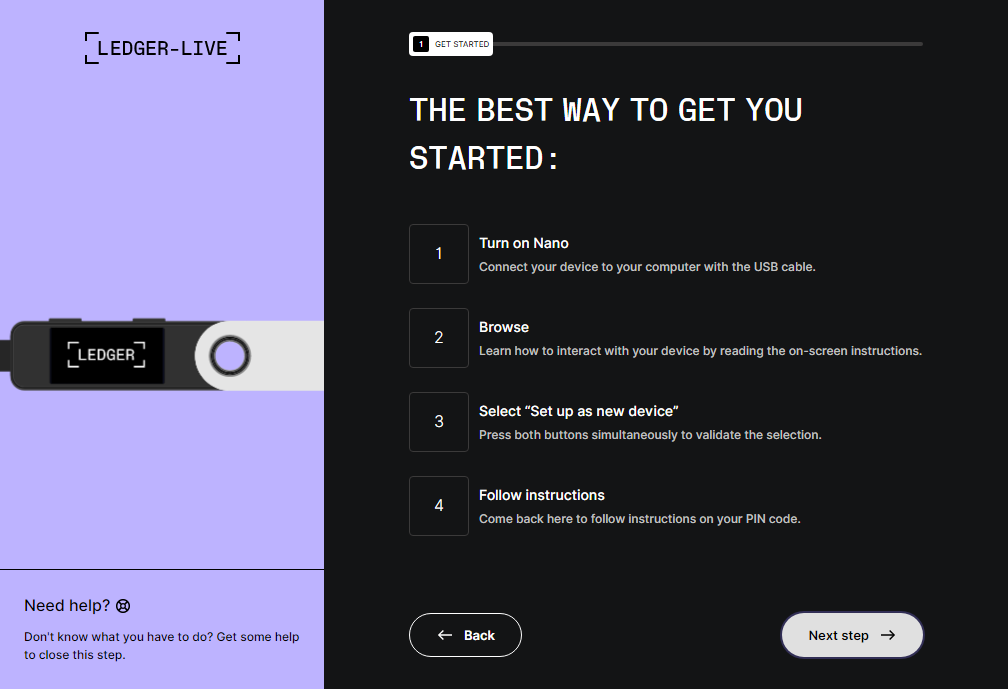 LEDGER-LIVE
LEDGER
Need help?
Don't know what you have to do? Get some help
to close this step.
1 GET STARTED
THE BEST WAY TO GET YOU
STARTED:
1
Turn on Nano
Connect your device to your computer with the USB cable.
2
Browse
Learn how to interact with your device by reading the on-screen instructions.
3
Select “Set up as new device”
Press both buttons simultaneously to validate the selection.
4
Follow instructions
Come back here to follow instructions on your PIN code.
Back
Next step